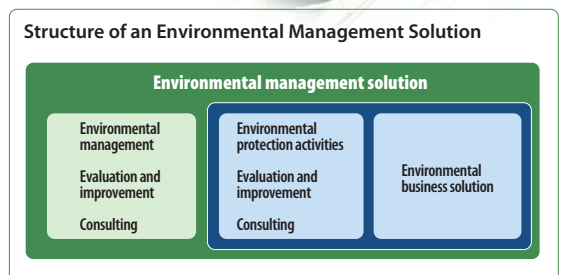 Structure of an Environmental Management Solution
Environmental management solution
Environmental
management
Evaluation and
improvement
Consulting
Environmental
protection activities
Evaluation and
improvement
Consulting
Environmental
business solution